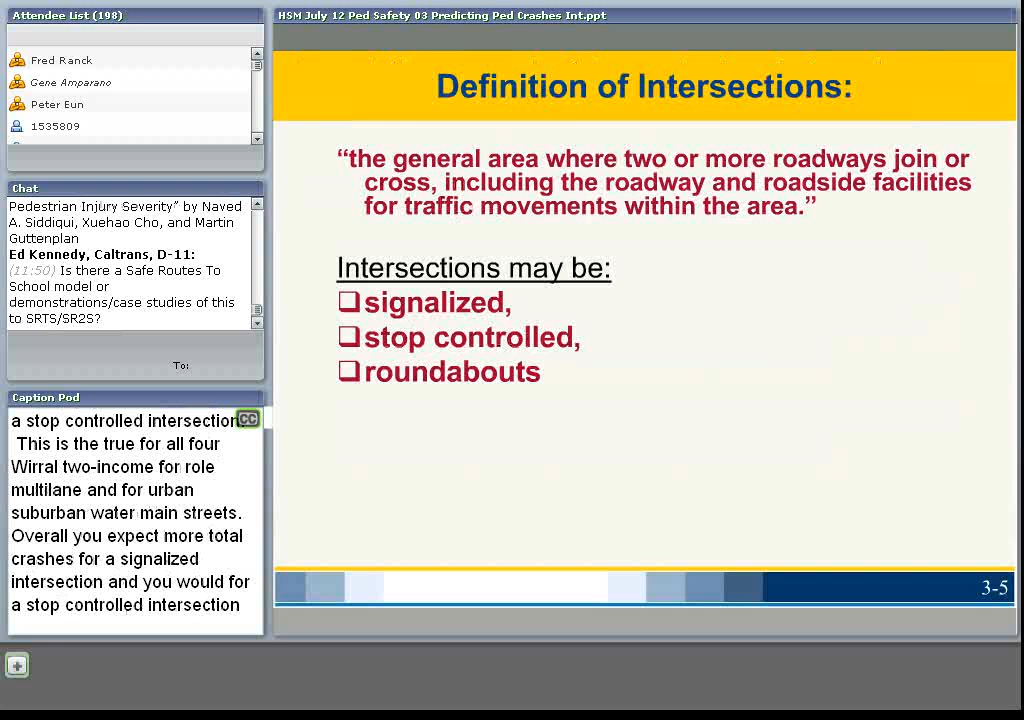 Attendee List (198)
Fred Ranck
Gene Amparano
Peter Eun
1535809
Chat
Pedestrian Injury Severity" by Naved
A. Siddiqui, Xuehao Cho, and Martin
Guttenplan
Ed Kennedy, Caltrans, D-11:
(11:50) Is there a Safe Routes To
School model or
demonstrations/case studies of this
to SRTS/SR2S?
To:
Caption Pod
a stop controlled intersection.
CC
This is the true for all four
Wirral two-income for role
multilane and for urban
suburban water main streets.
Overall you expect more total
crashes for a signalized
intersection and you would for
a stop controlled intersection
HSM July 12 Ped Safety 03 Predicting Ped Crashes Int.ppt
Definition of Intersections:
“the general area where two or more roadways join or
cross, including the roadway and roadside facilities
for traffic movements within the area.”
Intersections may be:
❑signalized,
❑stop controlled,
❑roundabouts
3-5